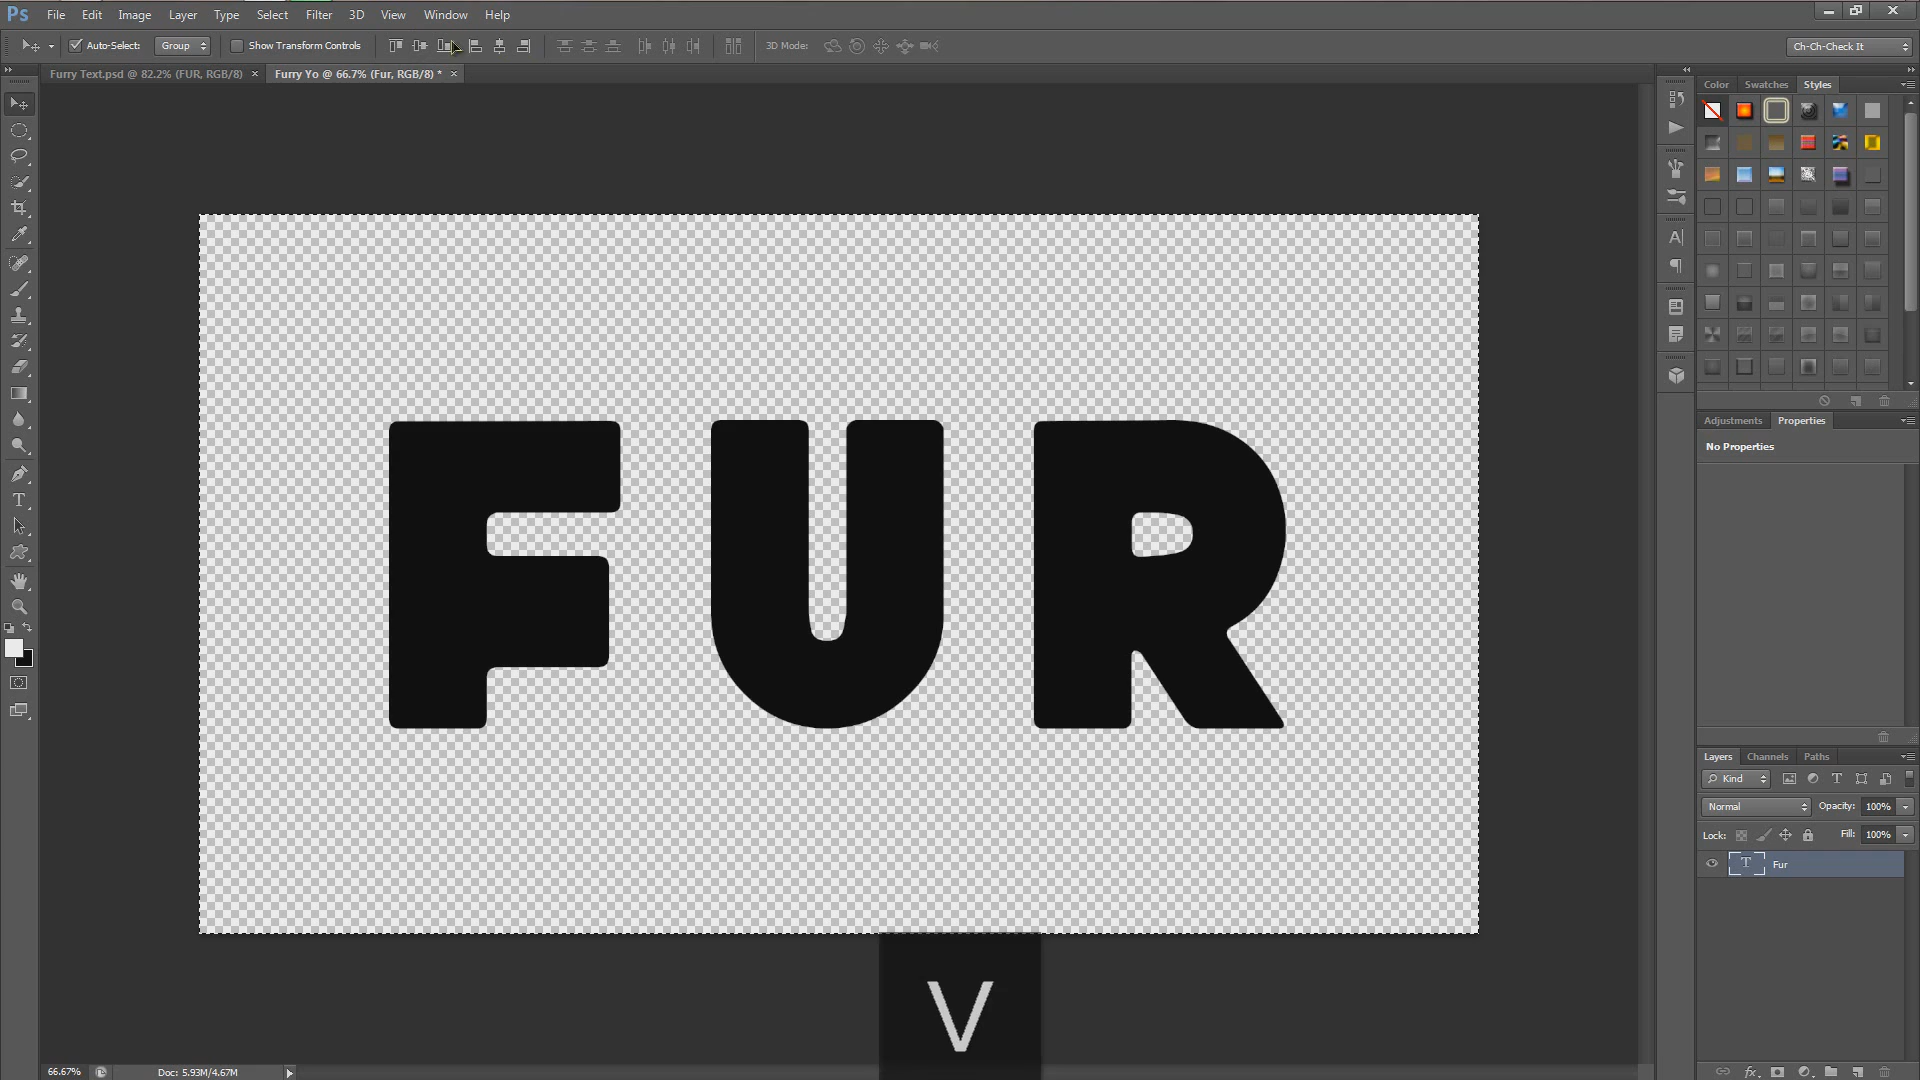 Ps File Edit Image Layer Type Select Filter 3D View Window Help
Auto-Select: Group Show Transform Controls 3D Mode: Ch-Ch-Check It
Furry Text.psd @ 82.2% (FUR, RGB/8) × Furry Yo @ 66.7% (Fur, RGB/8) * ×
Color Swatches Styles
FUR
Adjustments Properties
No Properties
Layers Channels Paths
Kind
Normal Opacity: 100%
Lock: Fill: 100%
T Fur
V
66.67% Doc: 5.93M/4.67M